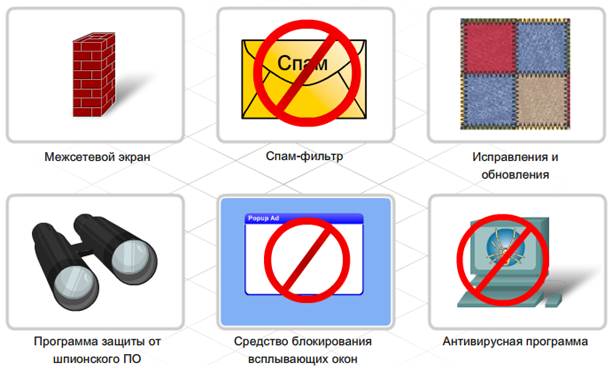 Межсетевой экран
Спам
Спам-фильтр
Исправления и
обновления
Программа защиты от
шпионского ПО
Popup Ad
Средство блокирования
всплывающих окон
Антивирусная программа